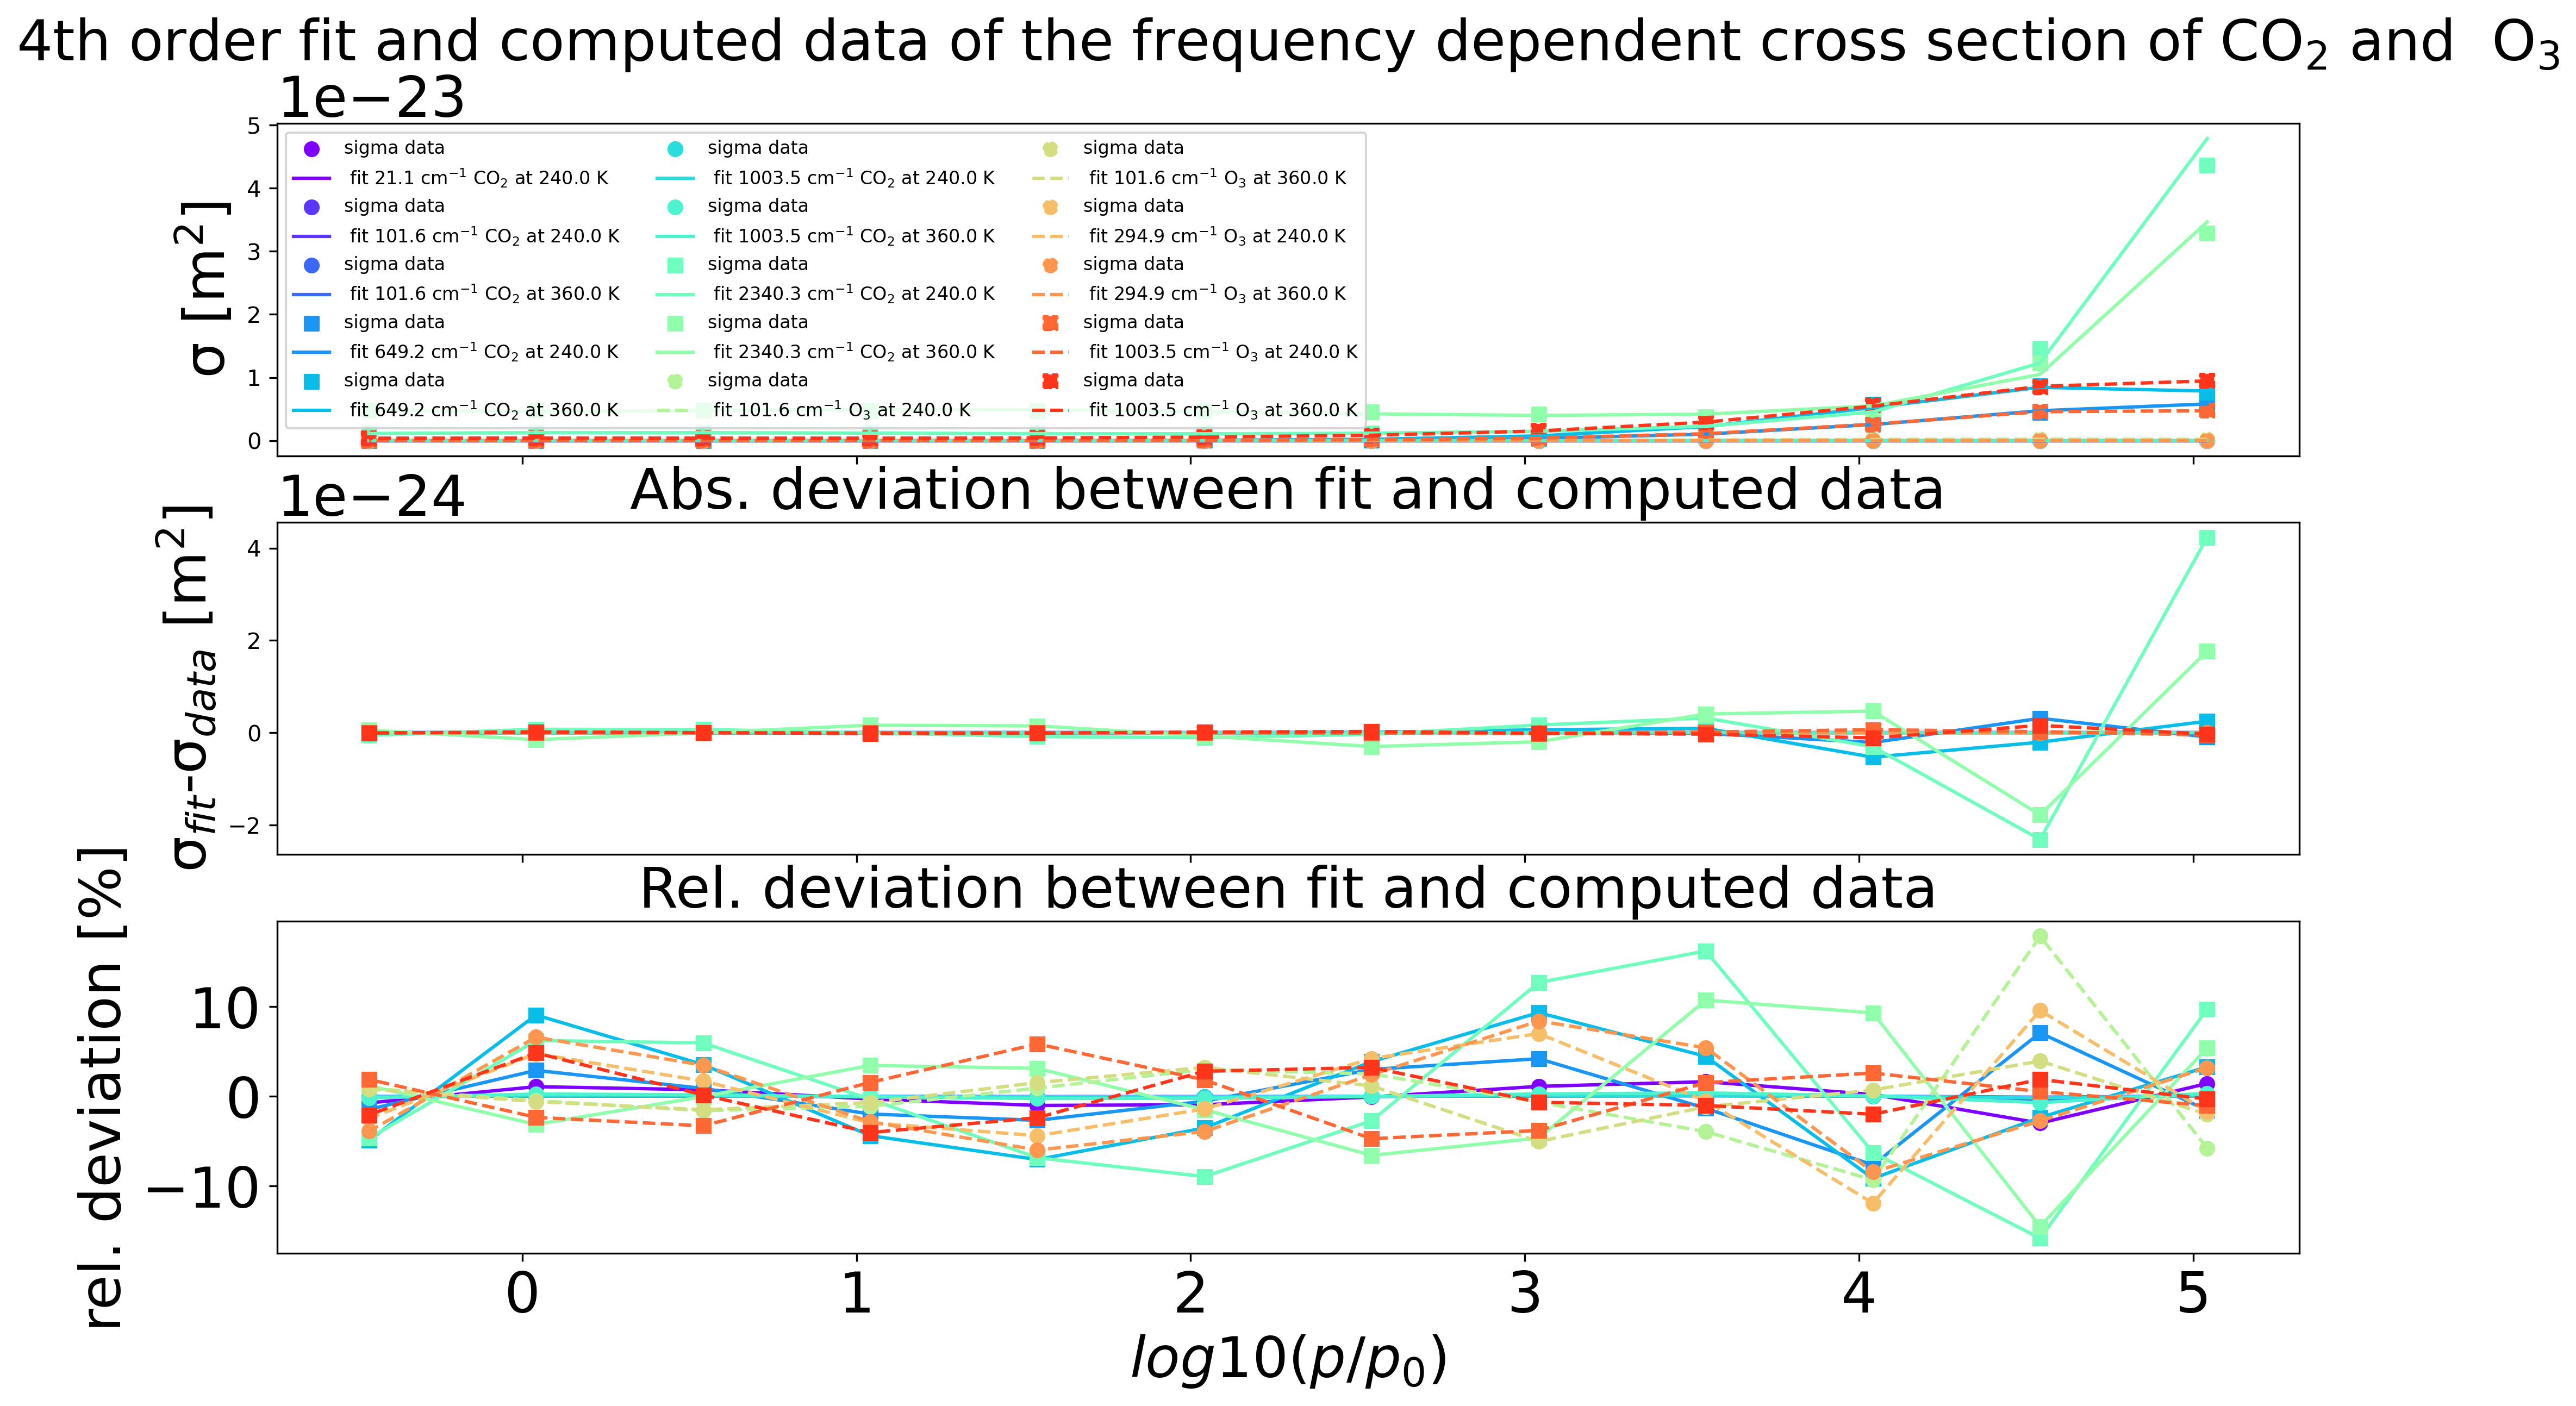 4th order fit and computed data of the frequency dependent cross section of CO₂ and  O₃
1e−23
σ [m²]
5
4
3
2
1
0
sigma data
fit 21.1 cm⁻¹ CO₂ at 240.0 K
sigma data
fit 101.6 cm⁻¹ CO₂ at 240.0 K
sigma data
fit 101.6 cm⁻¹ CO₂ at 360.0 K
sigma data
fit 649.2 cm⁻¹ CO₂ at 240.0 K
sigma data
fit 649.2 cm⁻¹ CO₂ at 360.0 K
sigma data
fit 1003.5 cm⁻¹ CO₂ at 240.0 K
sigma data
fit 1003.5 cm⁻¹ CO₂ at 360.0 K
sigma data
fit 2340.3 cm⁻¹ CO₂ at 240.0 K
sigma data
fit 2340.3 cm⁻¹ CO₂ at 360.0 K
sigma data
fit 101.6 cm⁻¹ O₃ at 240.0 K
sigma data
fit 101.6 cm⁻¹ O₃ at 360.0 K
sigma data
fit 294.9 cm⁻¹ O₃ at 240.0 K
sigma data
fit 294.9 cm⁻¹ O₃ at 360.0 K
sigma data
fit 1003.5 cm⁻¹ O₃ at 240.0 K
sigma data
fit 1003.5 cm⁻¹ O₃ at 360.0 K
Abs. deviation between fit and computed data
1e−24
σ_fit-σ_data [m²]
4
2
0
−2
Rel. deviation between fit and computed data
rel. deviation [%]
10
0
−10
0 1 2 3 4 5
log10(p/p₀)